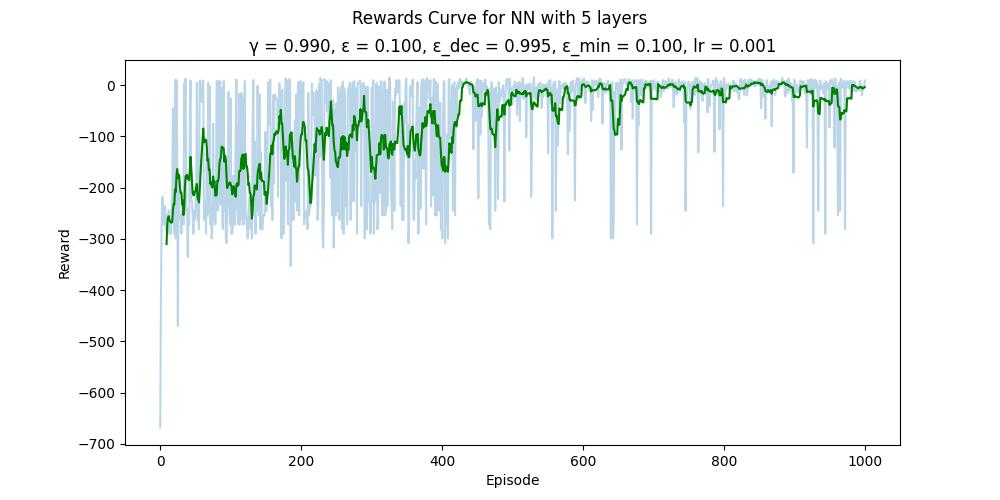 Rewards Curve for NN with 5 layers
γ = 0.990, ε = 0.100, ε_dec = 0.995, ε_min = 0.100, lr = 0.001
0
−100
−200
−300
−400
−500
−600
−700
Reward
0 200 400 600 800 1000
Episode